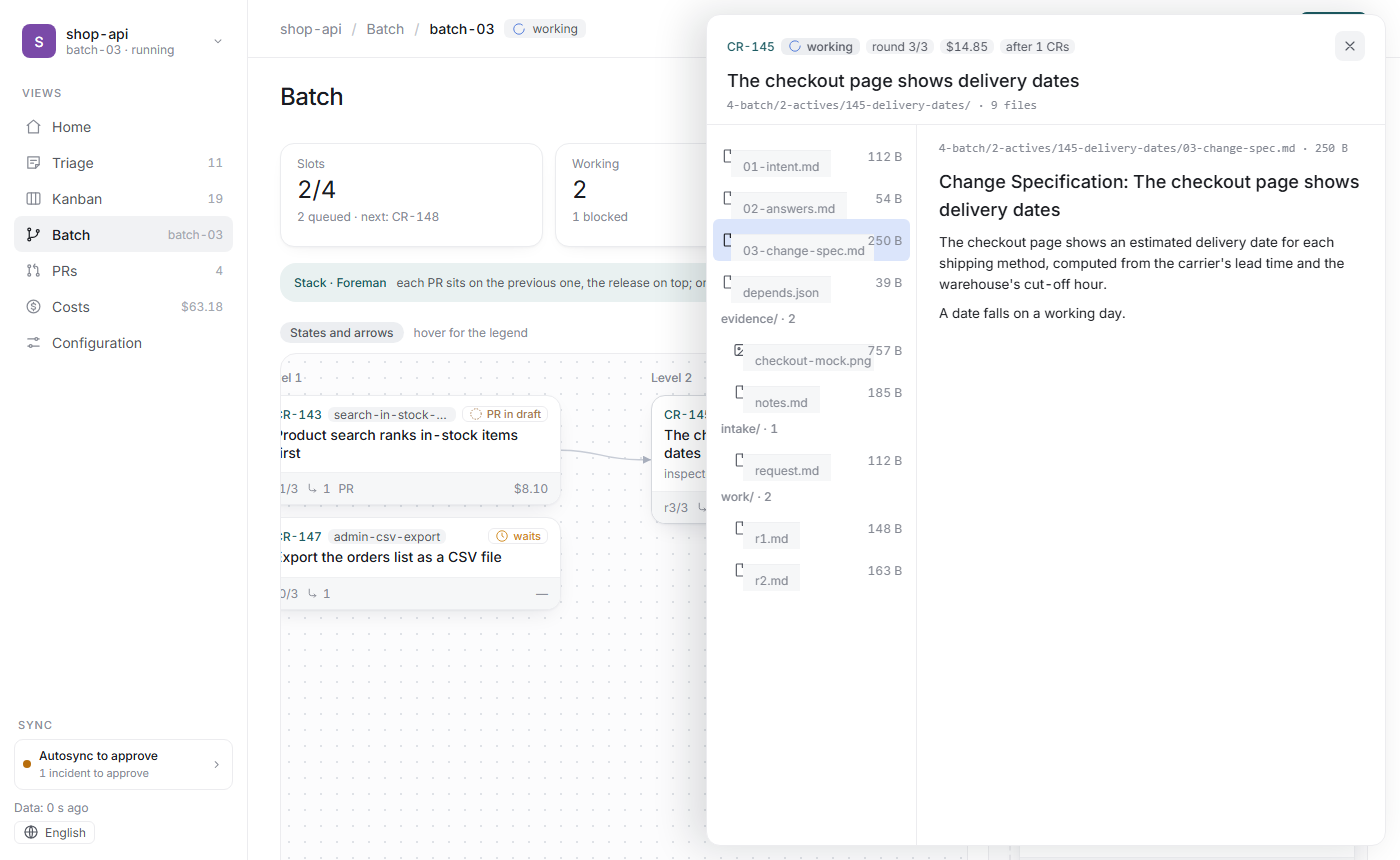 S
shop-api
batch-03 · running
VIEWS
Home
Triage 11
Kanban 19
Batch batch-03
PRs 4
Costs $63.18
Configuration
SYNC
Autosync to approve
1 incident to approve
Data: 0 s ago
English
shop-api / Batch / batch-03 working
Batch
Slots
2/4
2 queued · next: CR-148
Working
2
1 blocked
Stack · Foreman each PR sits on the previous one, the release on top;
States and arrows hover for the legend
el 1
CR-143 search-in-stock-... PR in draft
Product search ranks in-stock items
first
1/3 1 PR $8.10
CR-147 admin-csv-export waits
Export the orders list as a CSV file
0/3 1 —
Level 2
CR-145
The ch
dates
inspect
r3/3
CR-145 working round 3/3 $14.85 after 1 CRs
The checkout page shows delivery dates
4-batch/2-actives/145-delivery-dates/ · 9 files
01-intent.md 112 B
02-answers.md 54 B
03-change-spec.md 250 B
depends.json 39 B
evidence/ · 2
checkout-mock.png 757 B
notes.md 185 B
intake/ · 1
request.md 112 B
work/ · 2
r1.md 148 B
r2.md 163 B
4-batch/2-actives/145-delivery-dates/03-change-spec.md · 250 B
Change Specification: The checkout page shows
delivery dates
The checkout page shows an estimated delivery date for each
shipping method, computed from the carrier's lead time and the
warehouse's cut-off hour.
A date falls on a working day.